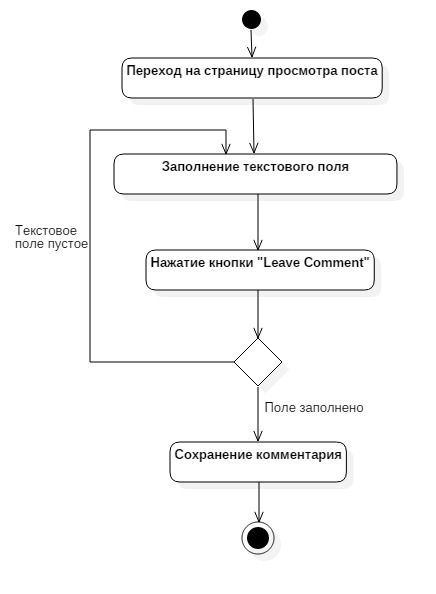 Переход на страницу просмотра поста
Заполнение текстового поля
Текстовое
поле пустое
Нажатие кнопки "Leave Comment"
Поле заполнено
Сохранение комментария